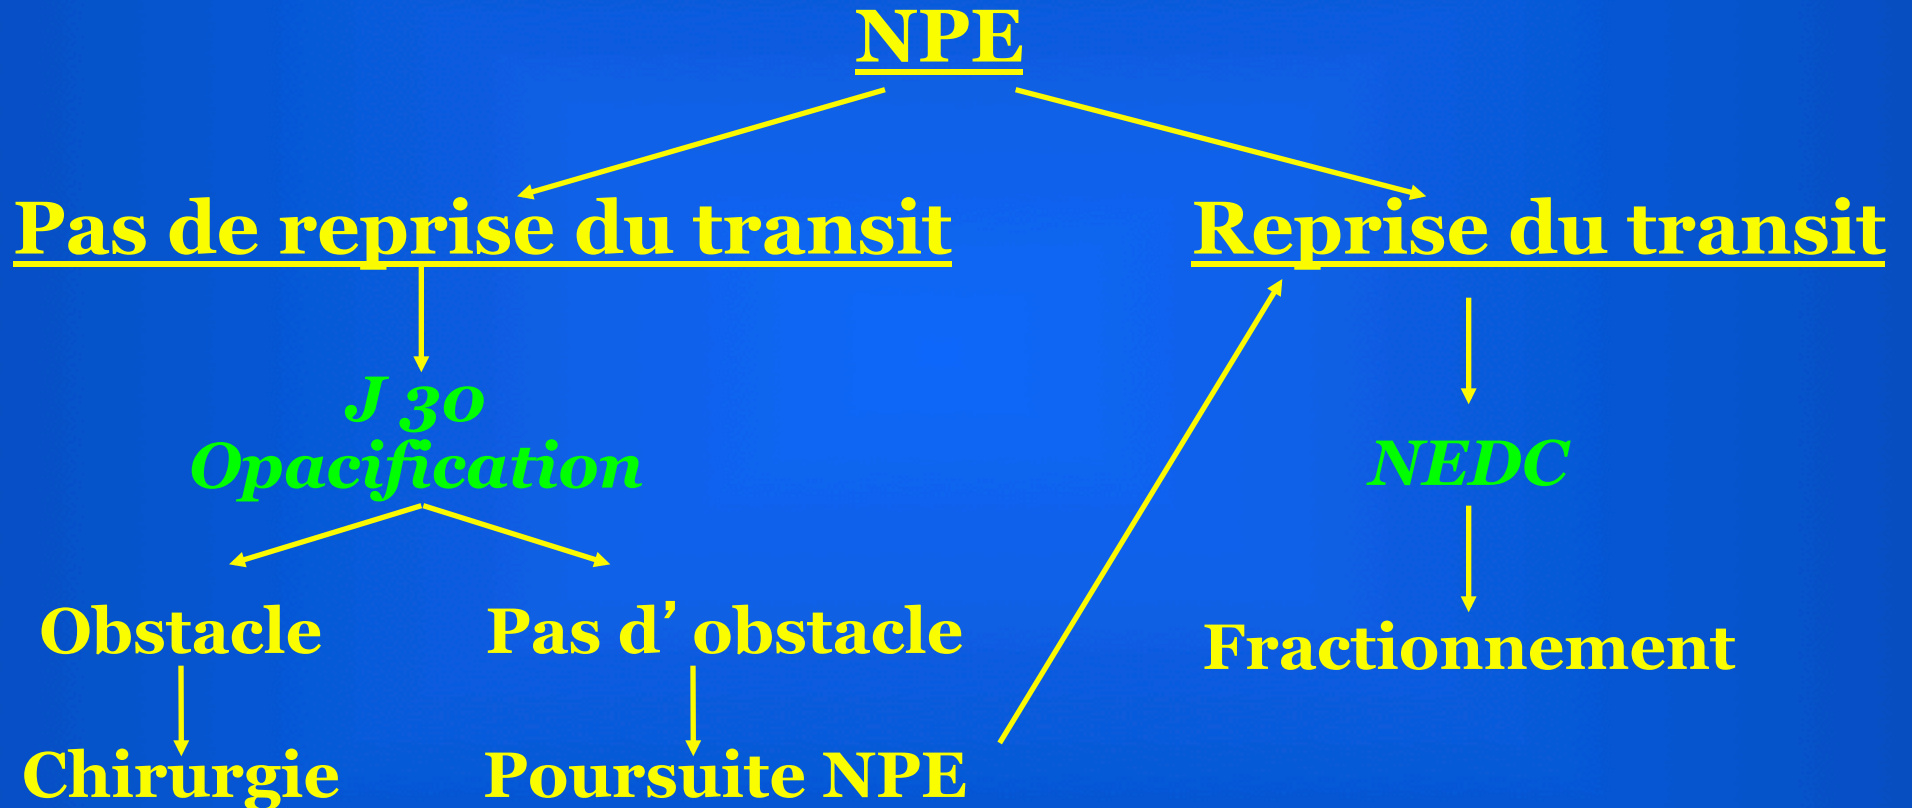 NPE
Pas de reprise du transit
Reprise du transit
J 30
Opacification
NEDC
Obstacle
Pas d’ obstacle
Fractionnement
Chirurgie
Poursuite NPE